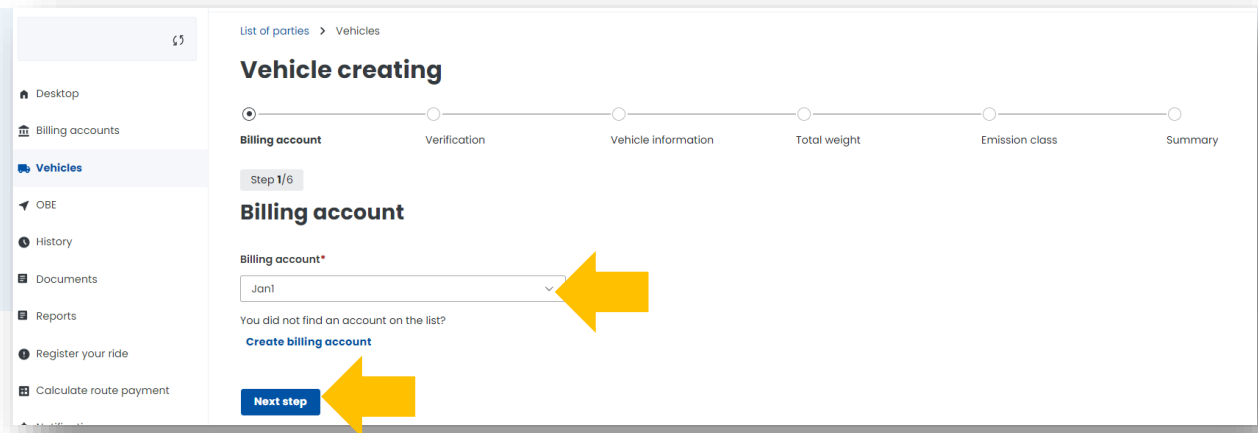 List of parties > Vehicles
Vehicle creating
Desktop
Billing accounts
Vehicles
OBE
History
Documents
Reports
Register your ride
Calculate route payment
Billing account
Verification
Vehicle information
Total weight
Emission class
Summary
Step 1/6
Billing account
Billing account*
Jan1
You did not find an account on the list?
Create billing account
Next step